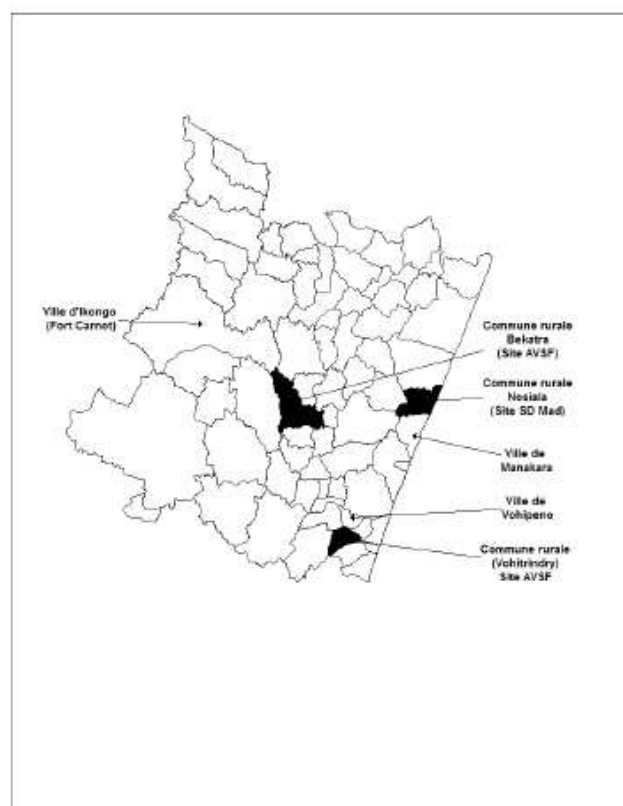 Ville d'Ikongo
(Fort Carnot)
Commune rurale
Bekatra
(Site AVSF)
Commune rurale
Nosiala
(Site SD Mad)
Ville de
Manakara
Ville de
Vohipeno
Commune rurale
(Vohitrindry)
Site AVSF